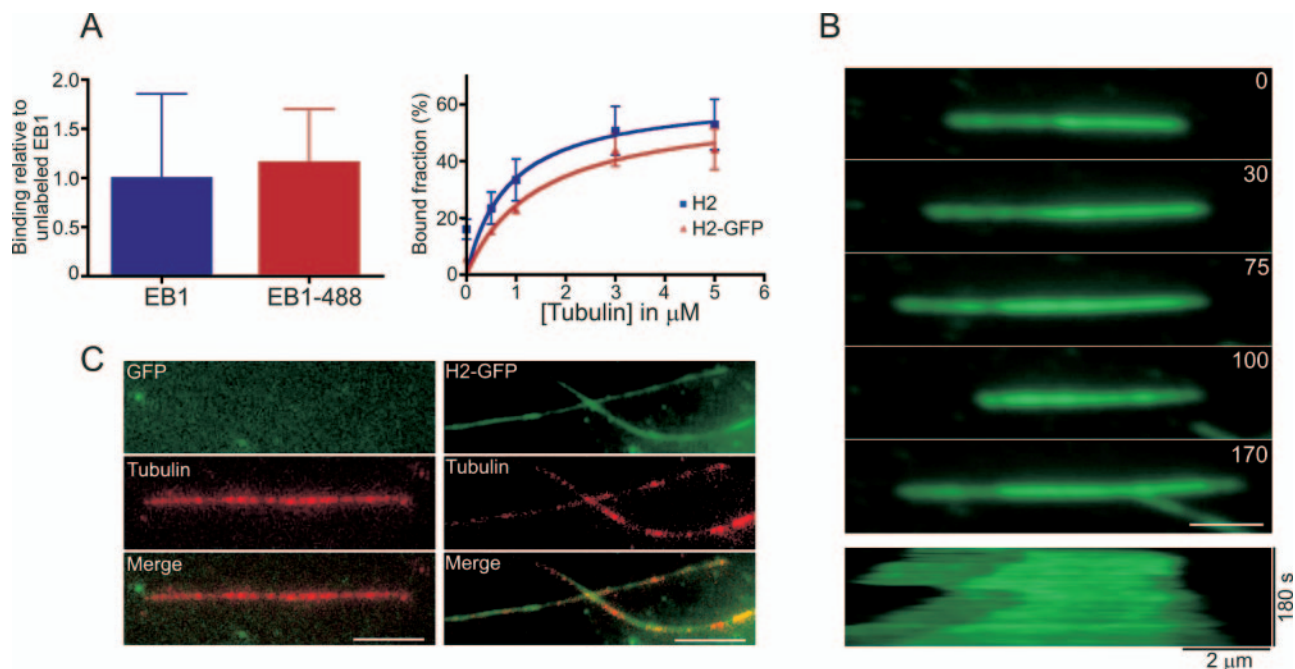 A
Binding relative to
unlabeled EB1
2.0
1.5
1.0
0.5
0
EB1
EB1-488
Bound fraction (%)
60
40
20
0
H2
H2-GFP
0
1
2
3
4
5
6
[Tubulin] in μM
B
0
30
75
100
170
180 s
2 μm
C
GFP
H2-GFP
Tubulin
Tubulin
Merge
Merge